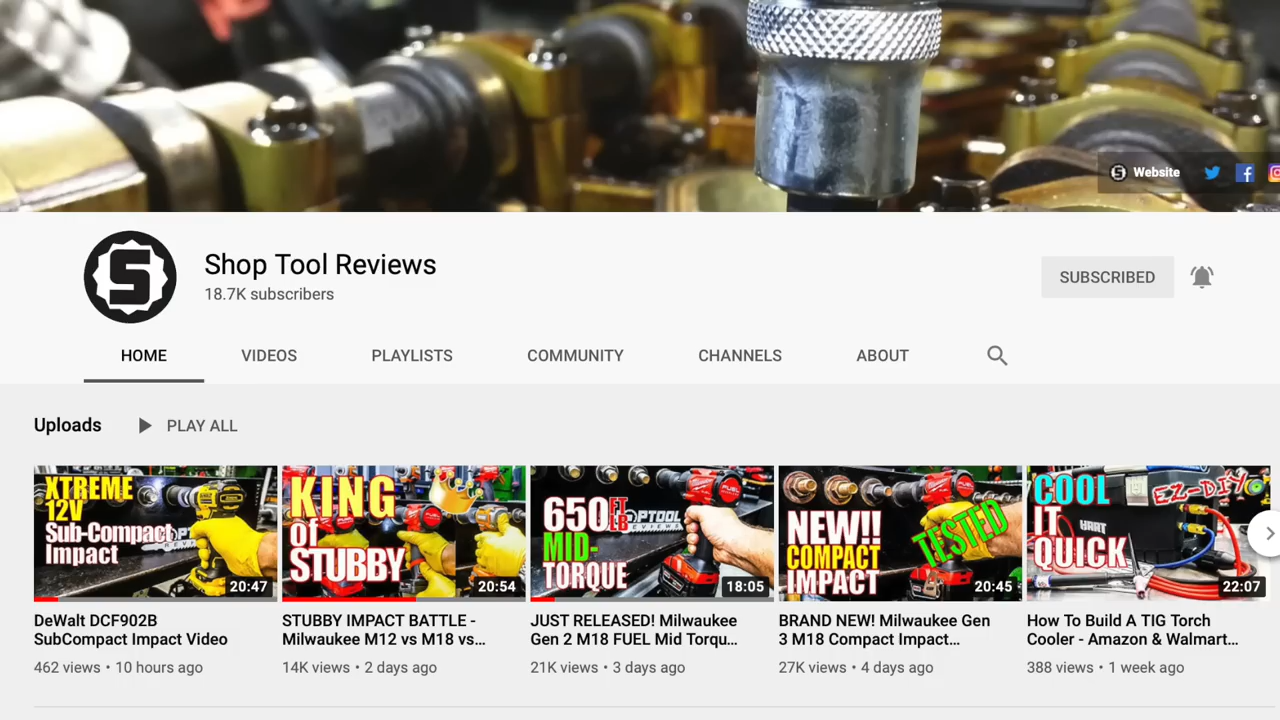 Website
Shop Tool Reviews
18.7K subscribers
SUBSCRIBED
HOME
VIDEOS
PLAYLISTS
COMMUNITY
CHANNELS
ABOUT
Uploads
PLAY ALL
XTREME
12V
Sub-Compact
Impact
20:47
KING
of
STUBBY
20:54
650 FT
LB
MID-
TORQUE
18:05
NEW!!
COMPACT
IMPACT
TESTED
20:45
COOL
IT
QUICK
HART
EZ-DIY
22:07
DeWalt DCF902B
SubCompact Impact Video
462 views • 10 hours ago
STUBBY IMPACT BATTLE -
Milwaukee M12 vs M18 vs...
14K views • 2 days ago
JUST RELEASED! Milwaukee
Gen 2 M18 FUEL Mid Torqu...
21K views • 3 days ago
BRAND NEW! Milwaukee Gen
3 M18 Compact Impact...
27K views • 4 days ago
How To Build A TIG Torch
Cooler - Amazon & Walmart...
388 views • 1 week ago